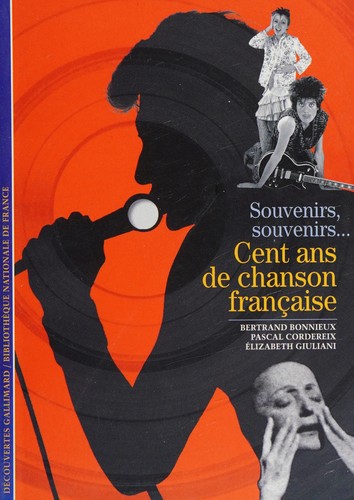 Souvenirs,
souvenirs...
Cent ans
de chanson
française
BERTRAND BONNIEUX
PASCAL CORDEREIX
ÉLIZABETH GIULIANI
DÉCOUVERTES GALLIMARD / BIBLIOTHÈQUE NATIONALE DE FRANCE